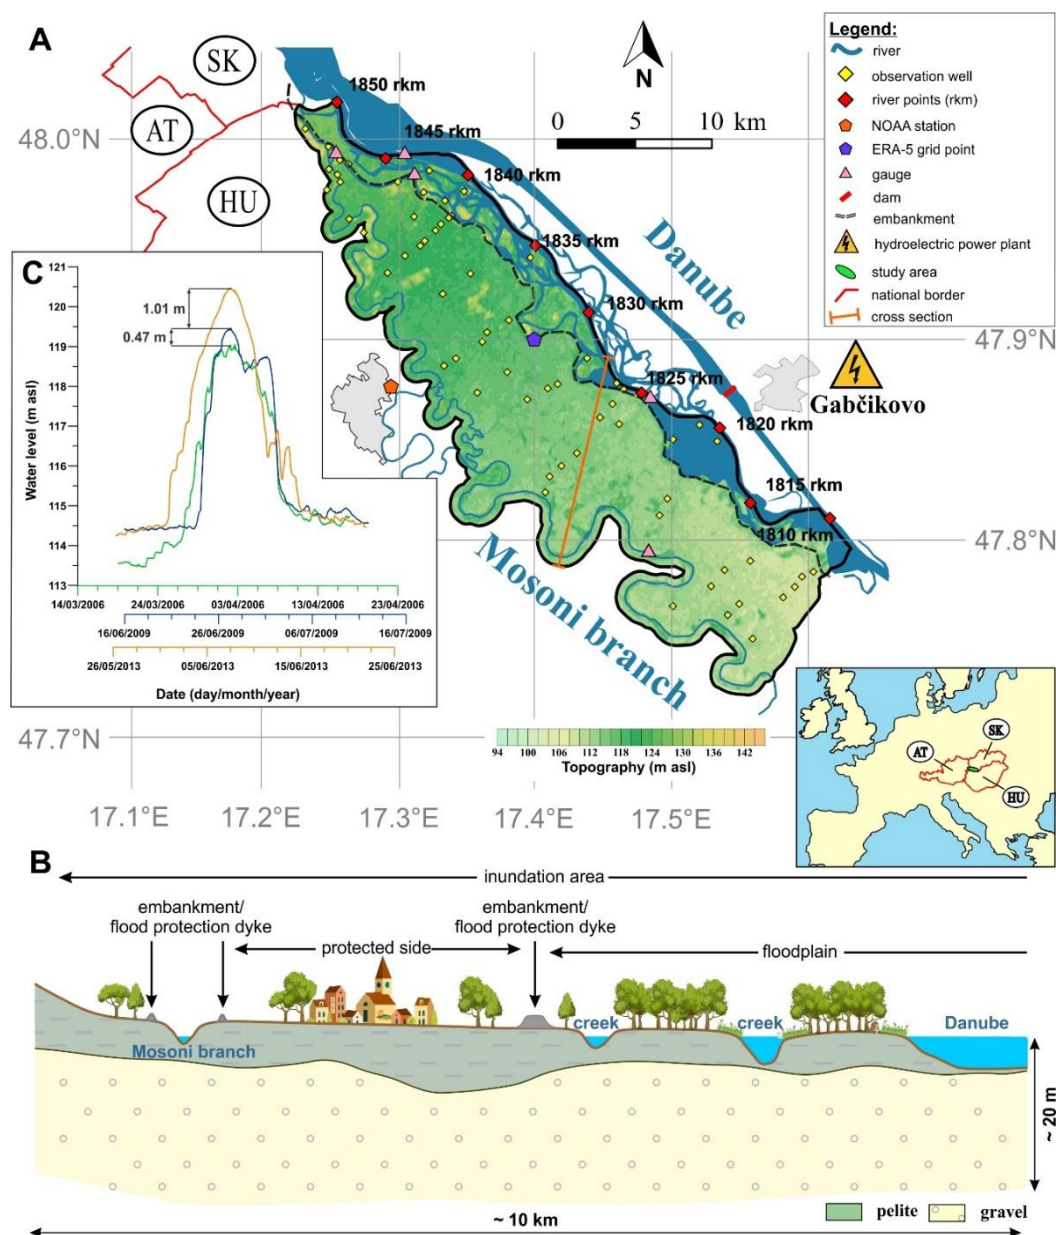 A
SK
AT
HU
48.0°N
47.9°N
47.8°N
47.7°N
17.1°E
17.2°E
17.3°E
17.4°E
17.5°E
N
0 5 10 km
1850 rkm
1845 rkm
1840 rkm
1835 rkm
1830 rkm
1825 rkm
1820 rkm
1815 rkm
1810 rkm
Danube
Mosoni branch
Gabčikovo
Legend:
river
observation well
river points (rkm)
NOAA station
ERA-5 grid point
gauge
dam
embankment
hydroelectric power plant
study area
national border
cross section
C
121
120
119
118
117
116
115
114
113
Water level (m asl)
1.01 m
0.47 m
14/03/2006 24/03/2006 03/04/2006 13/04/2006 23/04/2006
16/06/2009 26/06/2009 06/07/2009 16/07/2009
26/05/2013 05/06/2013 15/06/2013 25/06/2013
Date (day/month/year)
94 100 106 112 118 124 130 136 142
Topography (m asl)
SK
AT
HU
B
inundation area
embankment/
flood protection dyke
protected side
embankment/
flood protection dyke
floodplain
Mosoni branch
creek
creek
Danube
~ 20 m
~ 10 km
pelite
gravel